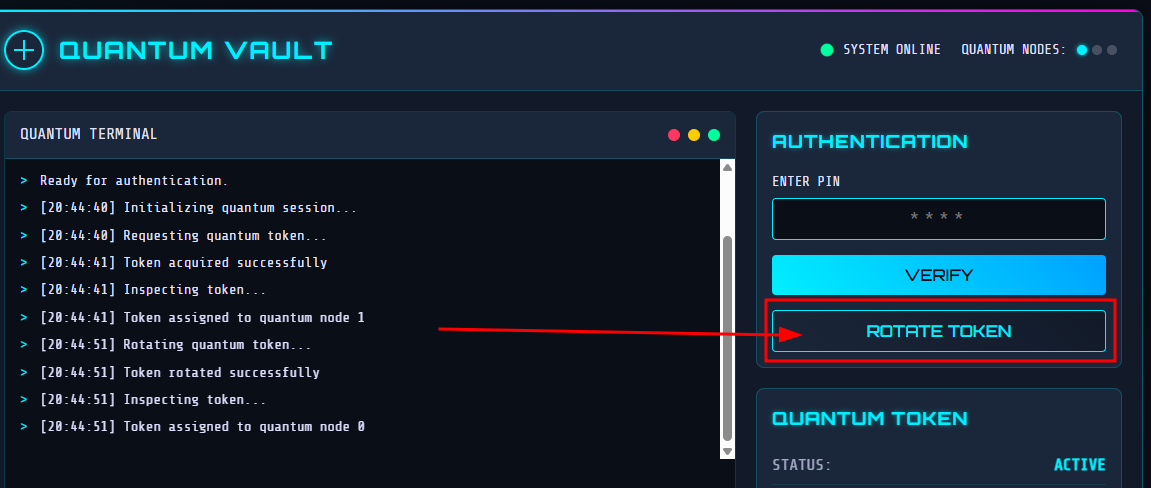 QUANTUM VAULT
SYSTEM ONLINE
QUANTUM NODES:
QUANTUM TERMINAL
> Ready for authentication.
> [20:44:40] Initializing quantum session...
> [20:44:40] Requesting quantum token...
> [20:44:41] Token acquired successfully
> [20:44:41] Inspecting token...
> [20:44:41] Token assigned to quantum node 1
> [20:44:51] Rotating quantum token...
> [20:44:51] Token rotated successfully
> [20:44:51] Inspecting token...
> [20:44:51] Token assigned to quantum node 0
AUTHENTICATION
ENTER PIN
****
VERIFY
ROTATE TOKEN
QUANTUM TOKEN
STATUS:
ACTIVE